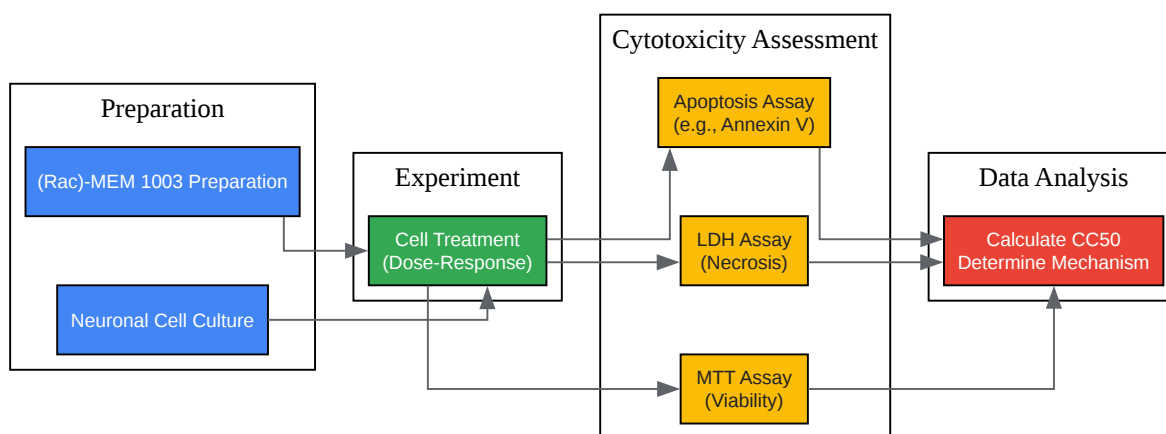 Preparation
(Rac)-MEM 1003 Preparation
Neuronal Cell Culture
Experiment
Cell Treatment
(Dose-Response)
Cytotoxicity Assessment
Apoptosis Assay
(e.g., Annexin V)
LDH Assay
(Necrosis)
MTT Assay
(Viability)
Data Analysis
Calculate CC50
Determine Mechanism